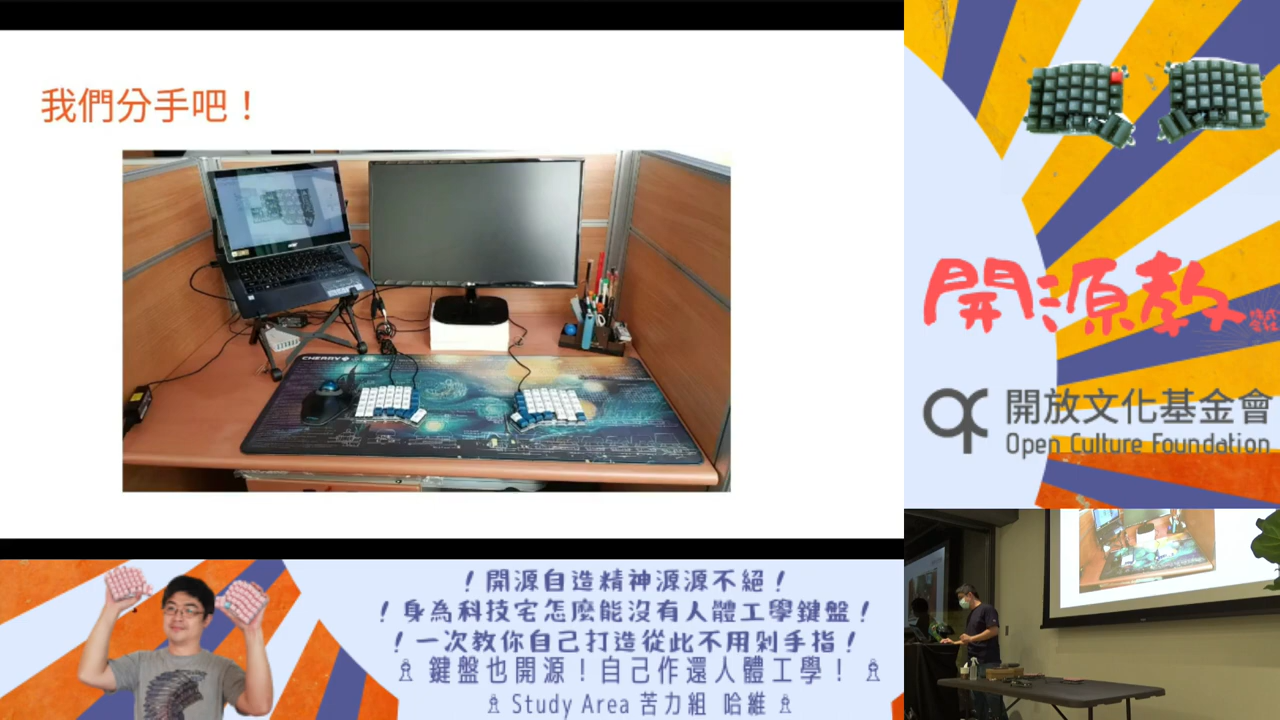 我們分手吧！
CHERRY
開源教
株式会社
開放文化基金會
Open Culture Foundation
！開源自造精神源源不絕！
！身為科技宅怎麼能沒有人體工學鍵盤！
！一次教你自己打造從此不用剁手指！
鍵盤也開源！自己作還人體工學！
Study Area 苦力組 哈維